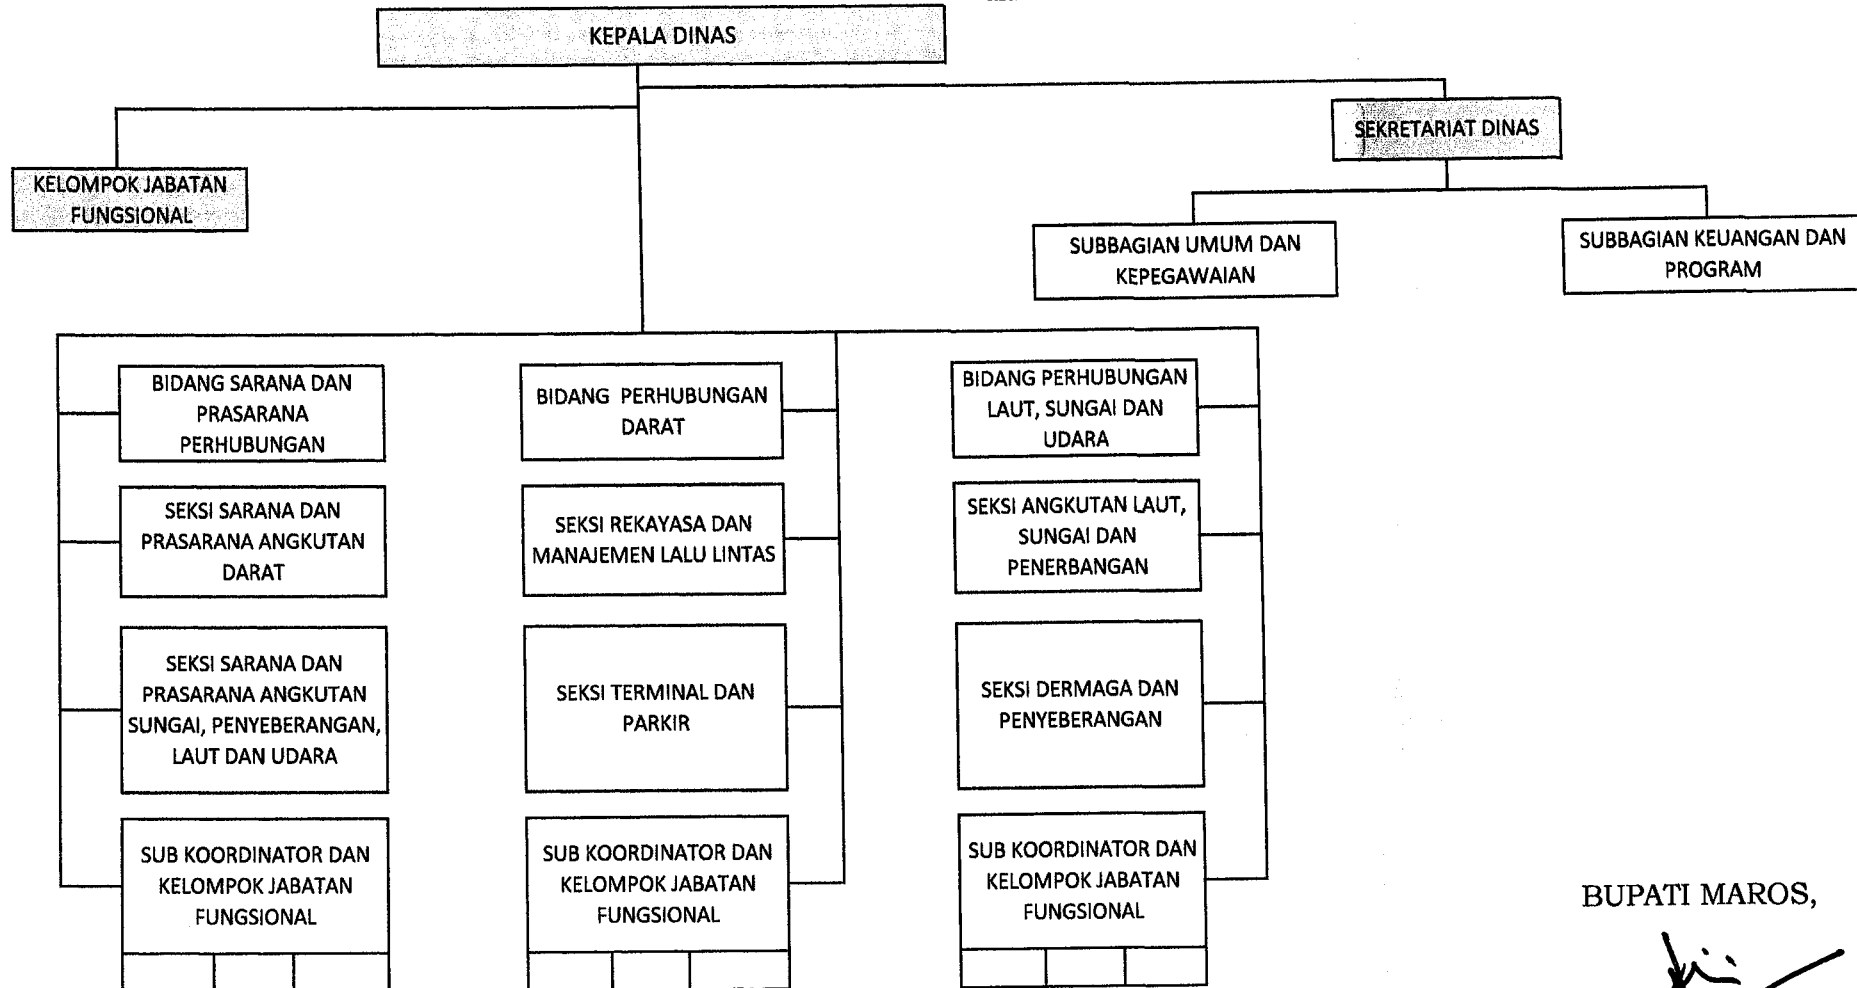 KEPALA DINAS
SEKRETARIAT DINAS
KELOMPOK JABATAN
FUNGSIONAL
SUBBAGIAN UMUM DAN
KEPEGAWAIAN
SUBBAGIAN KEUANGAN DAN
PROGRAM
BIDANG SARANA DAN
PRASARANA
PERHUBUNGAN
BIDANG PERHUBUNGAN
DARAT
BIDANG PERHUBUNGAN
LAUT, SUNGAI DAN
UDARA
SEKSI SARANA DAN
PRASARANA ANGKUTAN
DARAT
SEKSI REKAYASA DAN
MANAJEMEN LALU LINTAS
SEKSI ANGKUTAN LAUT,
SUNGAI DAN
PENERBANGAN
SEKSI SARANA DAN
PRASARANA ANGKUTAN
SUNGAI, PENYEBERANGAN,
LAUT DAN UDARA
SEKSI TERMINAL DAN
PARKIR
SEKSI DERMAGA DAN
PENYEBERANGAN
SUB KOORDINATOR DAN
KELOMPOK JABATAN
FUNGSIONAL
SUB KOORDINATOR DAN
KELOMPOK JABATAN
FUNGSIONAL
SUB KOORDINATOR DAN
KELOMPOK JABATAN
FUNGSIONAL
BUPATI MAROS,